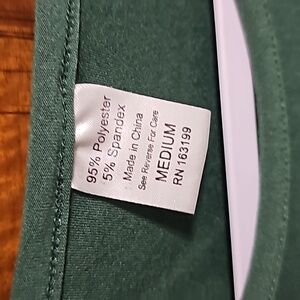 95% Polyester
5% Spandex
Made in China
See Reverse For Care
MEDIUM
RN 163199